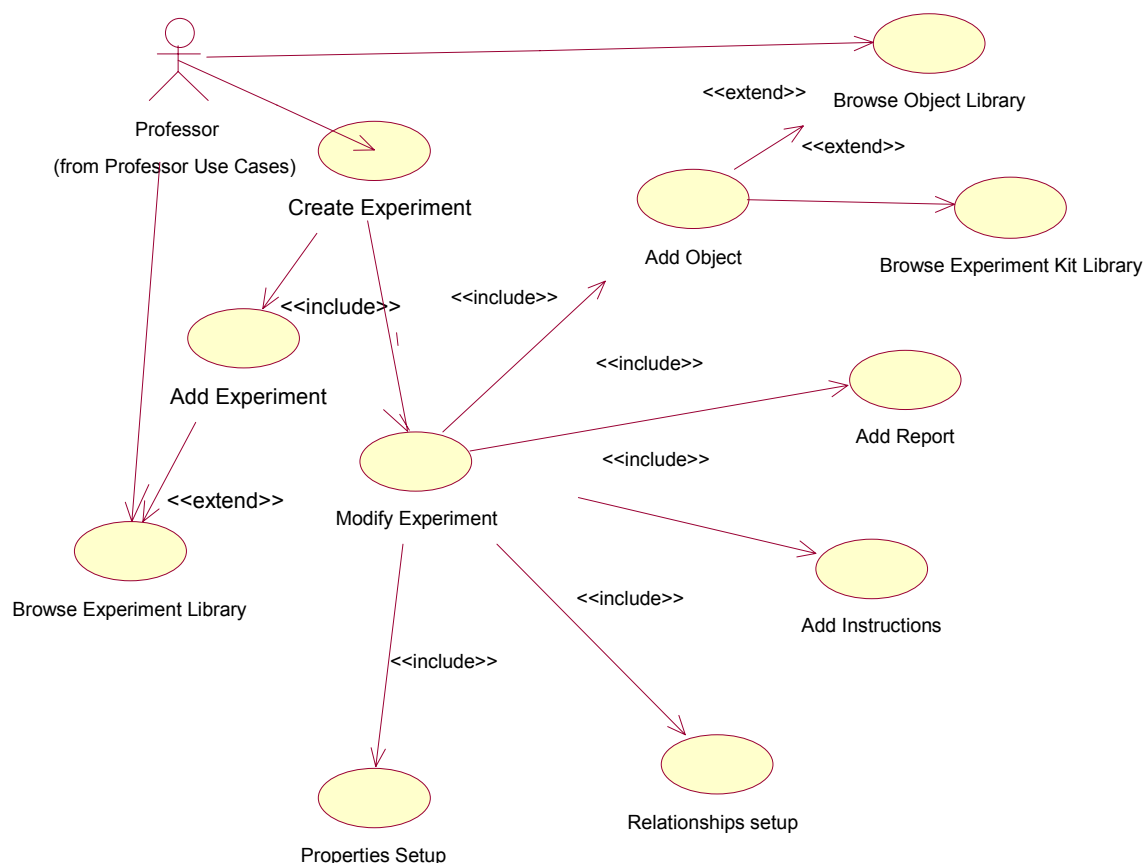 <<extend>>
Browse Object Library
Professor
(from Professor Use Cases)
<<extend>>
Create Experiment
Add Object
Browse Experiment Kit Library
<<include>>
<<include>>
<<include>>
Add Experiment
Add Report
<<include>>
<<extend>>
Modify Experiment
Browse Experiment Library
<<include>>
Add Instructions
<<include>>
Relationships setup
Properties Setup